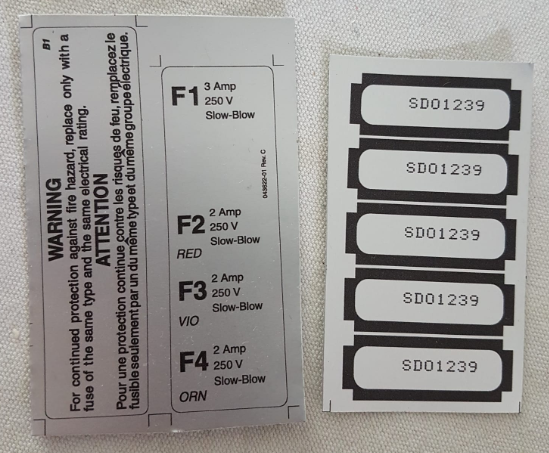 B1
WARNING
For continued protection against fire hazard, replace only with a
fuse of the same type and the same electrical rating.
ATTENTION
Pour une protection continue contre les risques de feu, remplacez le
fusible seulement par un du même type et du même groupe électrique.
F1 3 Amp
250 V
Slow-Blow
043622-01 Rev. C
F2 2 Amp
250 V
Slow-Blow
RED
F3 2 Amp
250 V
Slow-Blow
VIO
F4 2 Amp
250 V
Slow-Blow
ORN
SD01239
SD01239
SD01239
SD01239
SD01239